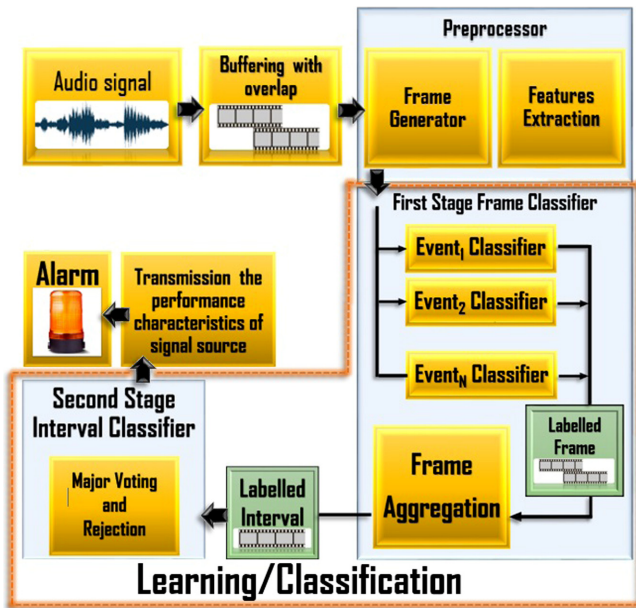 Preprocessor
Audio signal
Buffering with
overlap
Frame
Generator
Features
Extraction
First Stage Frame Classifier
Event₁ Classifier
Event₂ Classifier
Event_N Classifier
Labelled
Frame
Frame
Aggregation
Labelled
Interval
Second Stage
Interval Classifier
Major Voting
and
Rejection
Transmission the
performance
characteristics of
signal source
Alarm
Learning/Classification